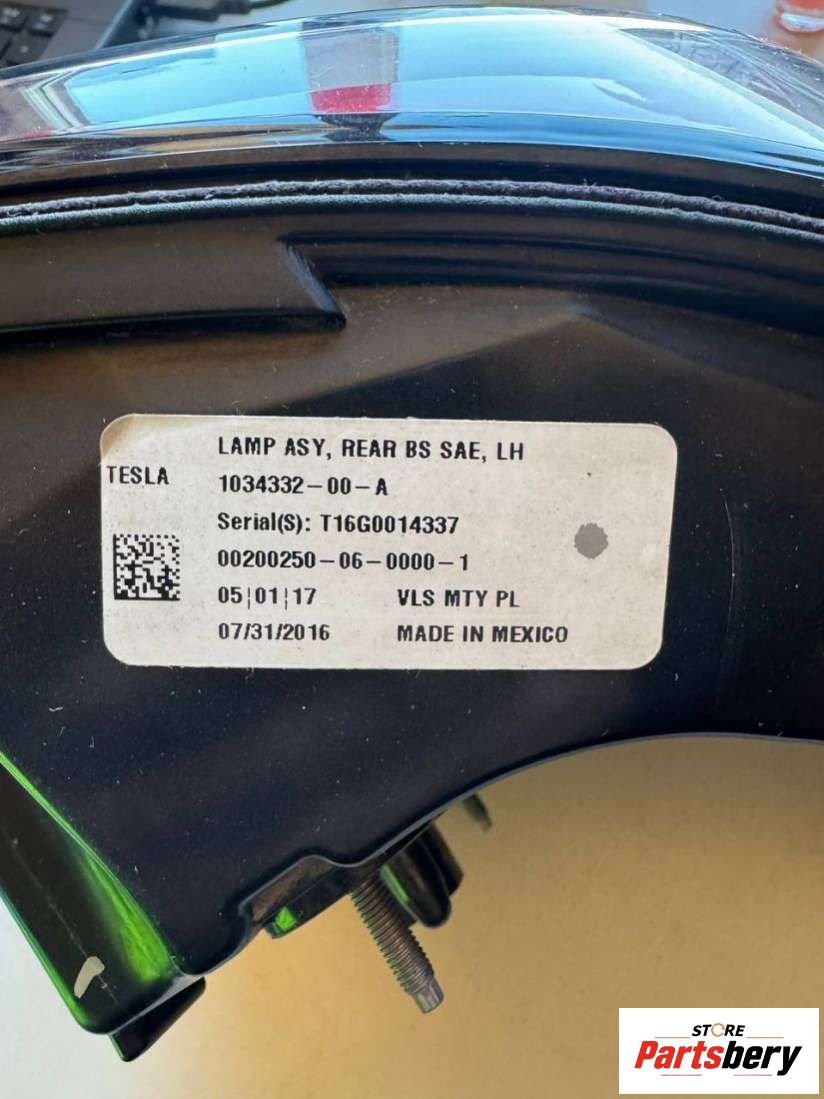 LAMP ASY, REAR BS SAE, LH
TESLA
1034332-00-A
Serial(S): T16G0014337
00200250-06-0000-1
05|01|17 VLS MTY PL
07/31/2016 MADE IN MEXICO
STORE
Partsbery